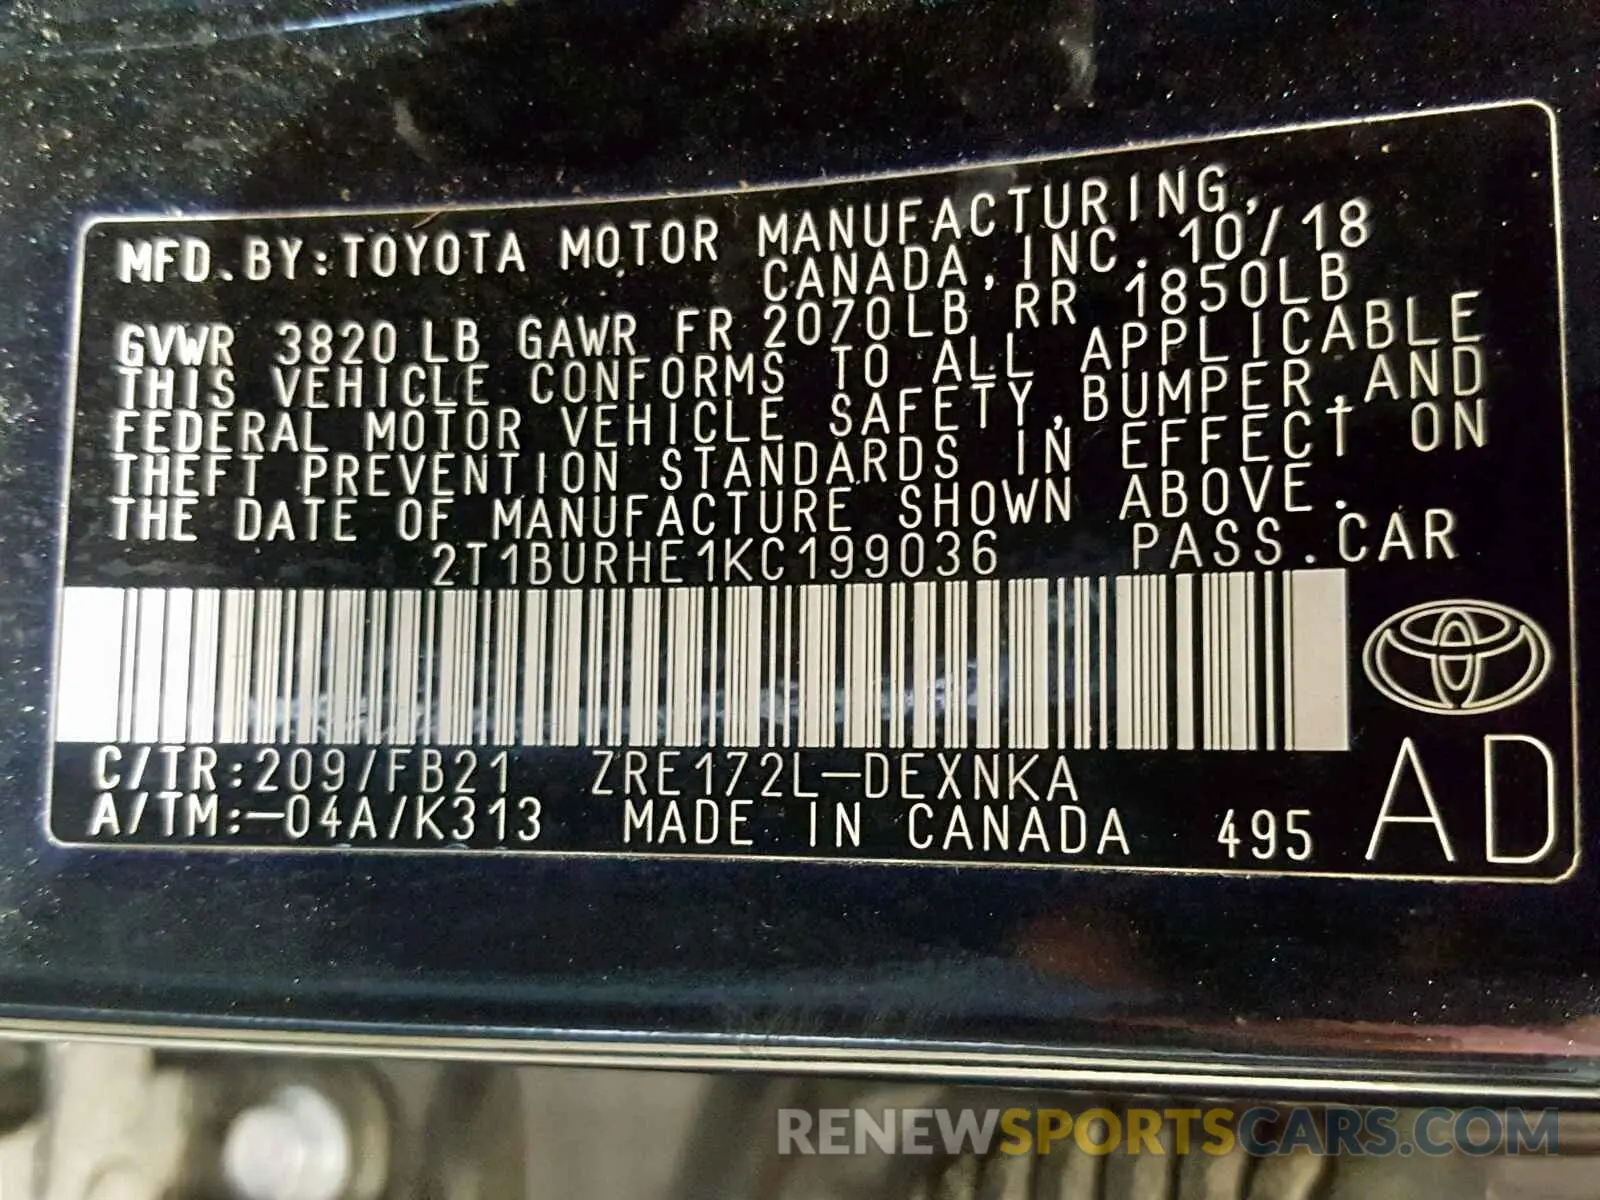 MFD.BY:TOYOTA MOTOR MANUFACTURING,
CANADA, INC. 10/18
GVWR 3820LB GAWR FR 2070LB RR 1850LB
THIS VEHICLE CONFORMS TO ALL APPLICABLE
FEDERAL MOTOR VEHICLE SAFETY,BUMPER,AND
THEFT PREVENTION STANDARDS IN EFFECT ON
THE DATE OF MANUFACTURE SHOWN ABOVE.
2T1BURHE1KC199036 PASS.CAR
C/TR:209/FB21 ZRE172L-DEXNKA
A/TM:-04A/K313 MADE IN CANADA 495
AD
RENEWSPORTSCARS.COM